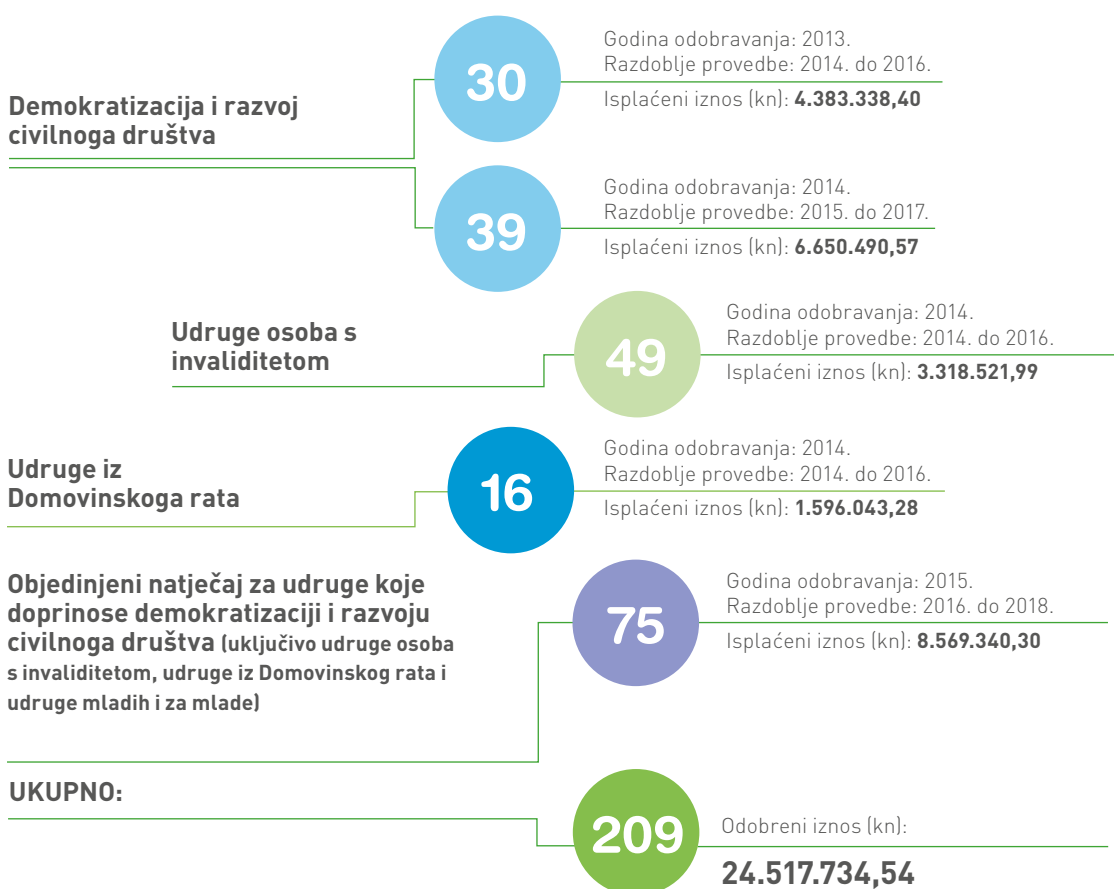 Demokratizacija i razvoj
civilnoga društva
30
Godina odobravanja: 2013.
Razdoblje provedbe: 2014. do 2016.
Isplaćeni iznos (kn): 4.383.338,40
39
Godina odobravanja: 2014.
Razdoblje provedbe: 2015. do 2017.
Isplaćeni iznos (kn): 6.650.490,57
Udruge osoba s
invaliditetom
49
Godina odobravanja: 2014.
Razdoblje provedbe: 2014. do 2016.
Isplaćeni iznos (kn): 3.318.521,99
Udruge iz
Domovinskoga rata
16
Godina odobravanja: 2014.
Razdoblje provedbe: 2014. do 2016.
Isplaćeni iznos (kn): 1.596.043,28
Objedinjeni natječaj za udruge koje
doprinose demokratizaciji i razvoju
civilnoga društva (uključivo udruge osoba
s invaliditetom, udruge iz Domovinskog rata i
udruge mladih i za mlade)
75
Godina odobravanja: 2015.
Razdoblje provedbe: 2016. do 2018.
Isplaćeni iznos (kn): 8.569.340,30
UKUPNO:
209
Odobreni iznos (kn):
24.517.734,54